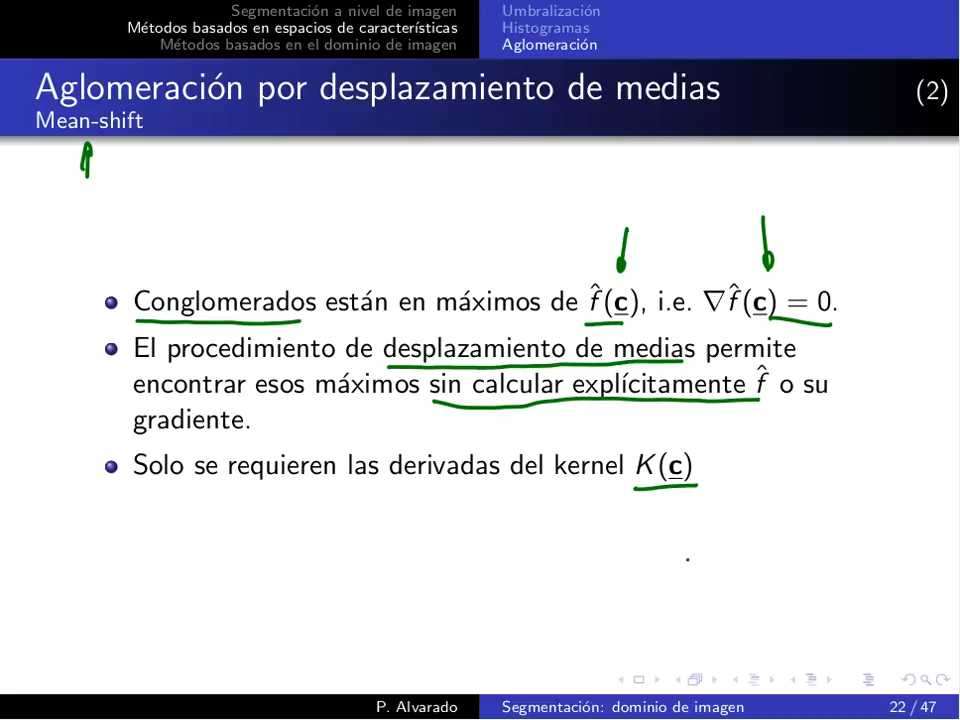 Segmentación a nivel de imagen
Métodos basados en espacios de características
Métodos basados en el dominio de imagen
Umbralización
Histogramas
Aglomeración
Aglomeración por desplazamiento de medias (2)
Mean-shift
Conglomerados están en máximos de f̂(c), i.e. ∇f̂(c) = 0.
El procedimiento de desplazamiento de medias permite
encontrar esos máximos sin calcular explícitamente f̂ o su
gradiente.
Solo se requieren las derivadas del kernel K(c)
P. Alvarado Segmentación: dominio de imagen 22 / 47